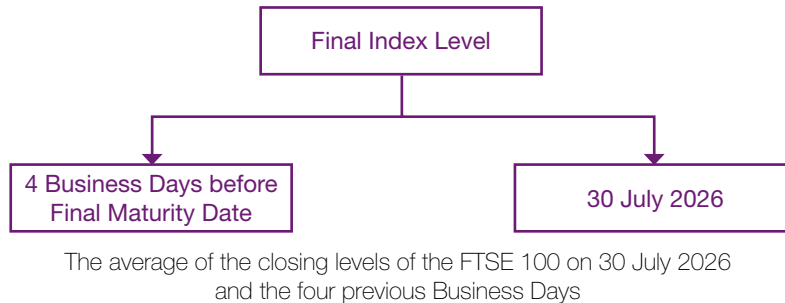 Final Index Level
4 Business Days before
Final Maturity Date
30 July 2026
The average of the closing levels of the FTSE 100 on 30 July 2026
and the four previous Business Days